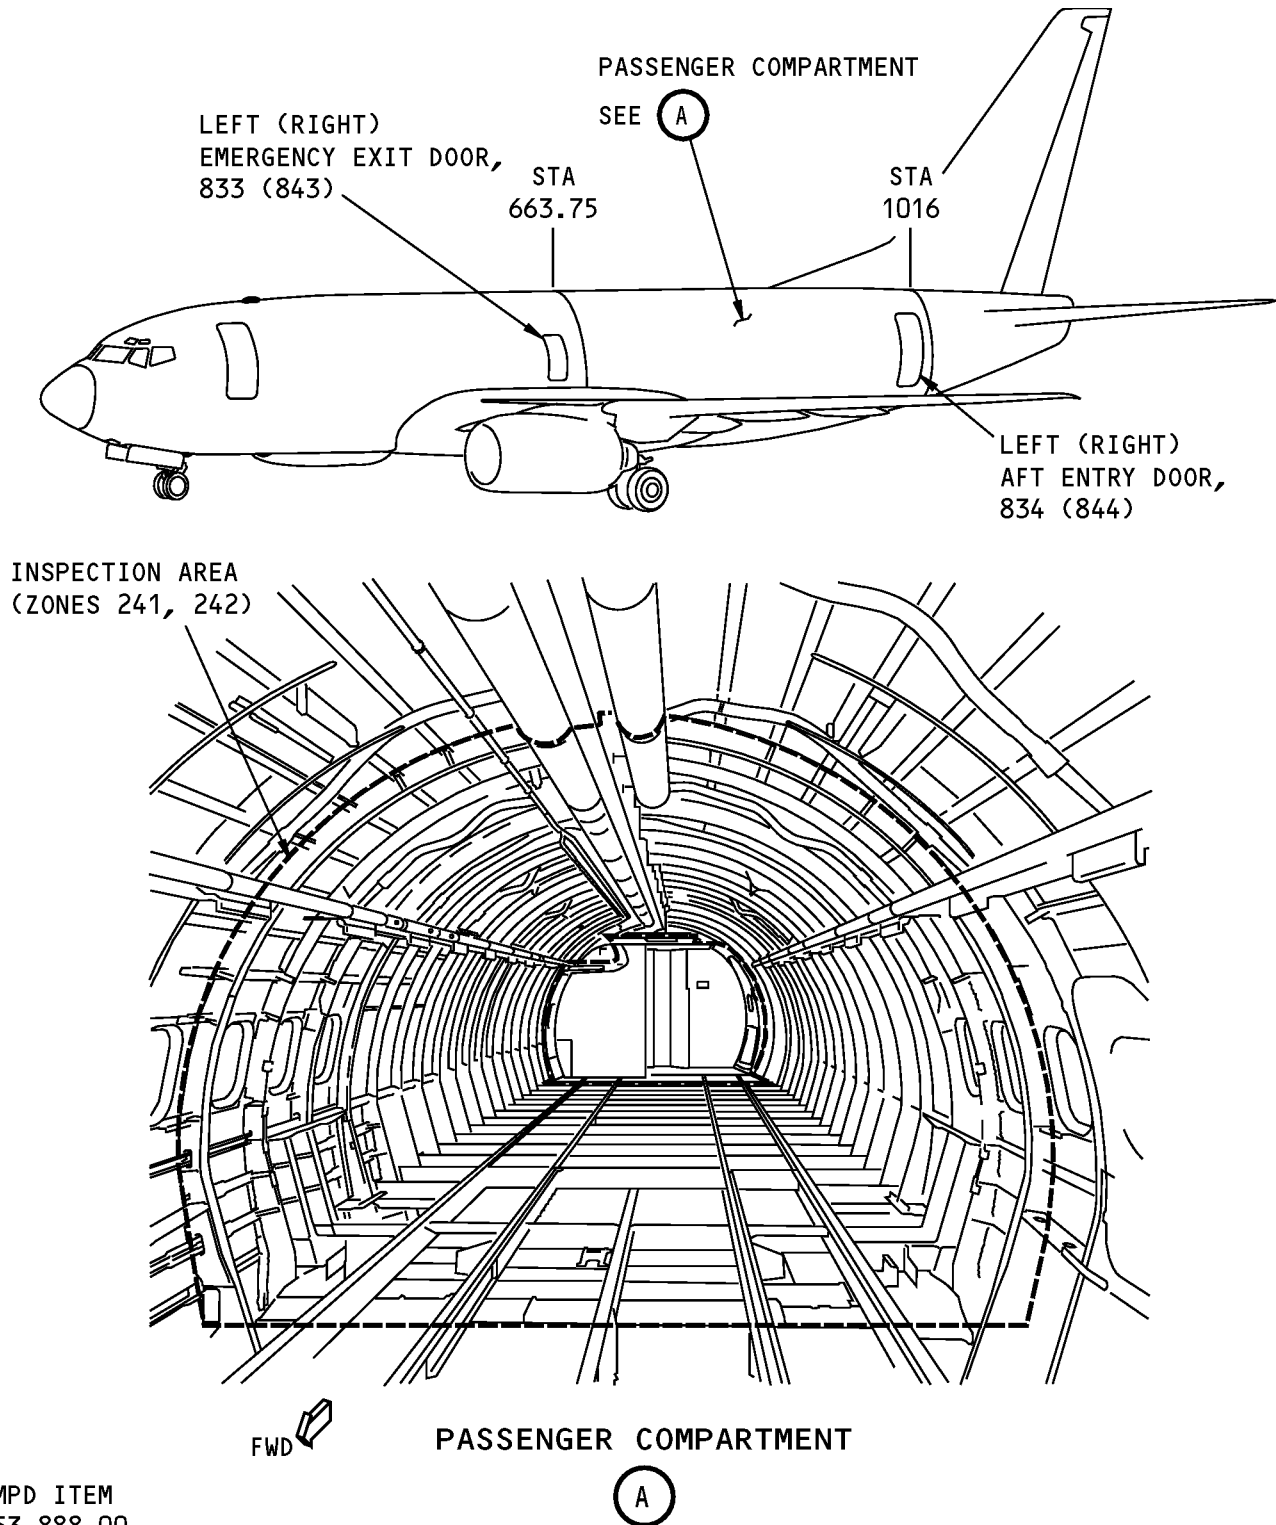 PASSENGER COMPARTMENT
SEE A
LEFT (RIGHT)
EMERGENCY EXIT DOOR,
833 (843)
STA
663.75
STA
1016
LEFT (RIGHT)
AFT ENTRY DOOR,
834 (844)
INSPECTION AREA
(ZONES 241, 242)
FWD
PASSENGER COMPARTMENT
A
MPD ITEM